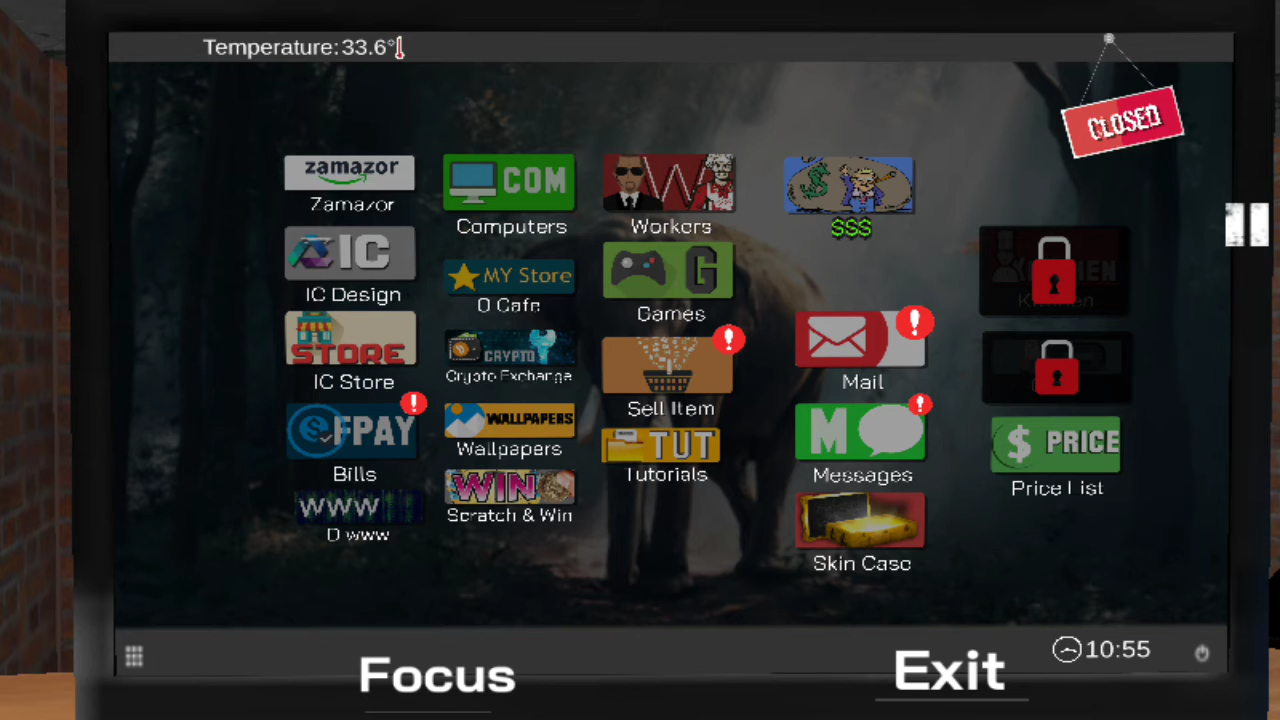 Temperature: 33.6°
CLOSED
zamazor
Zamazor
COM
Computers
W
Workers
$
$$$
IC
IC Design
MY Store
O Cafe
G
Games
STORE
IC Store
CRYPTO
Crypto Exchange
Sell Item
Mail
FPAY
Bills
WALLPAPERS
Wallpapers
TUT
Tutorials
M
Messages
$ PRICE
Price List
WWW
D www
WIN
Scratch & Win
Skin Case
10:55
Focus
Exit